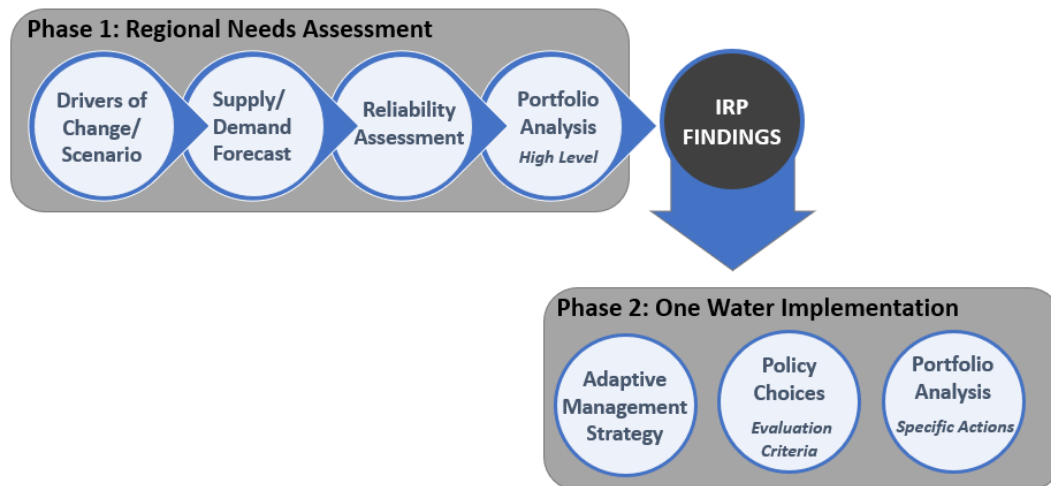 Phase 1: Regional Needs Assessment
Drivers of
Change/
Scenario
Supply/
Demand
Forecast
Reliability
Assessment
Portfolio
Analysis
High Level
IRP
FINDINGS
Phase 2: One Water Implementation
Adaptive
Management
Strategy
Policy
Choices
Evaluation
Criteria
Portfolio
Analysis
Specific Actions